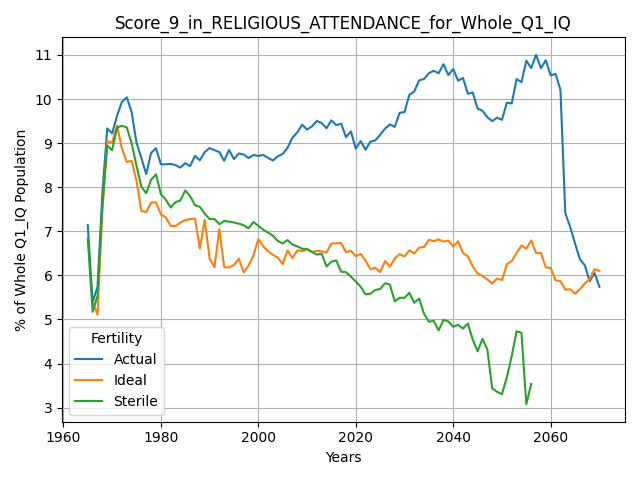 Score_9_in_RELIGIOUS_ATTENDANCE_for_Whole_Q1_IQ
% of Whole Q1_IQ Population
11
10
9
8
7
6
5
4
3
Fertility
Actual
Ideal
Sterile
1960 1980 2000 2020 2040 2060
Years